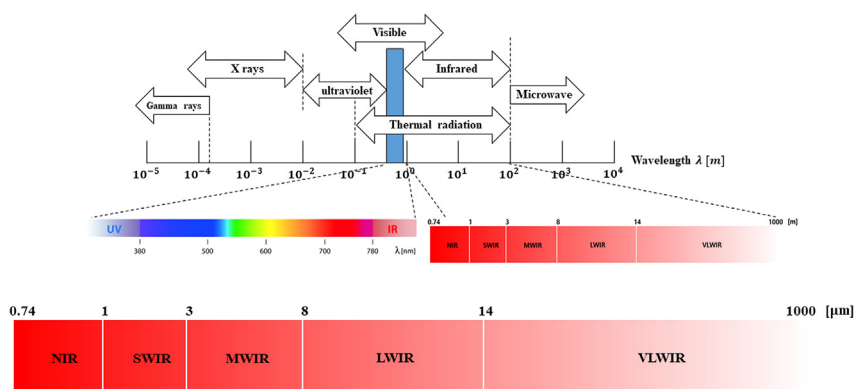 Visible
X rays
Infrared
ultraviolet
Microwave
Gamma rays
Thermal radiation
Wavelength λ [m]
10⁻⁵ 10⁻⁴ 10⁻³ 10⁻² 10⁻¹ 10⁰ 10¹ 10² 10³ 10⁴
0.74 1 3 8 14 1000 [m]
UV IR
NIR SWIR MWIR LWIR VLWIR
380 500 600 700 780 λ[nm]
0.74 1 3 8 14 1000 [μm]
NIR SWIR MWIR LWIR VLWIR